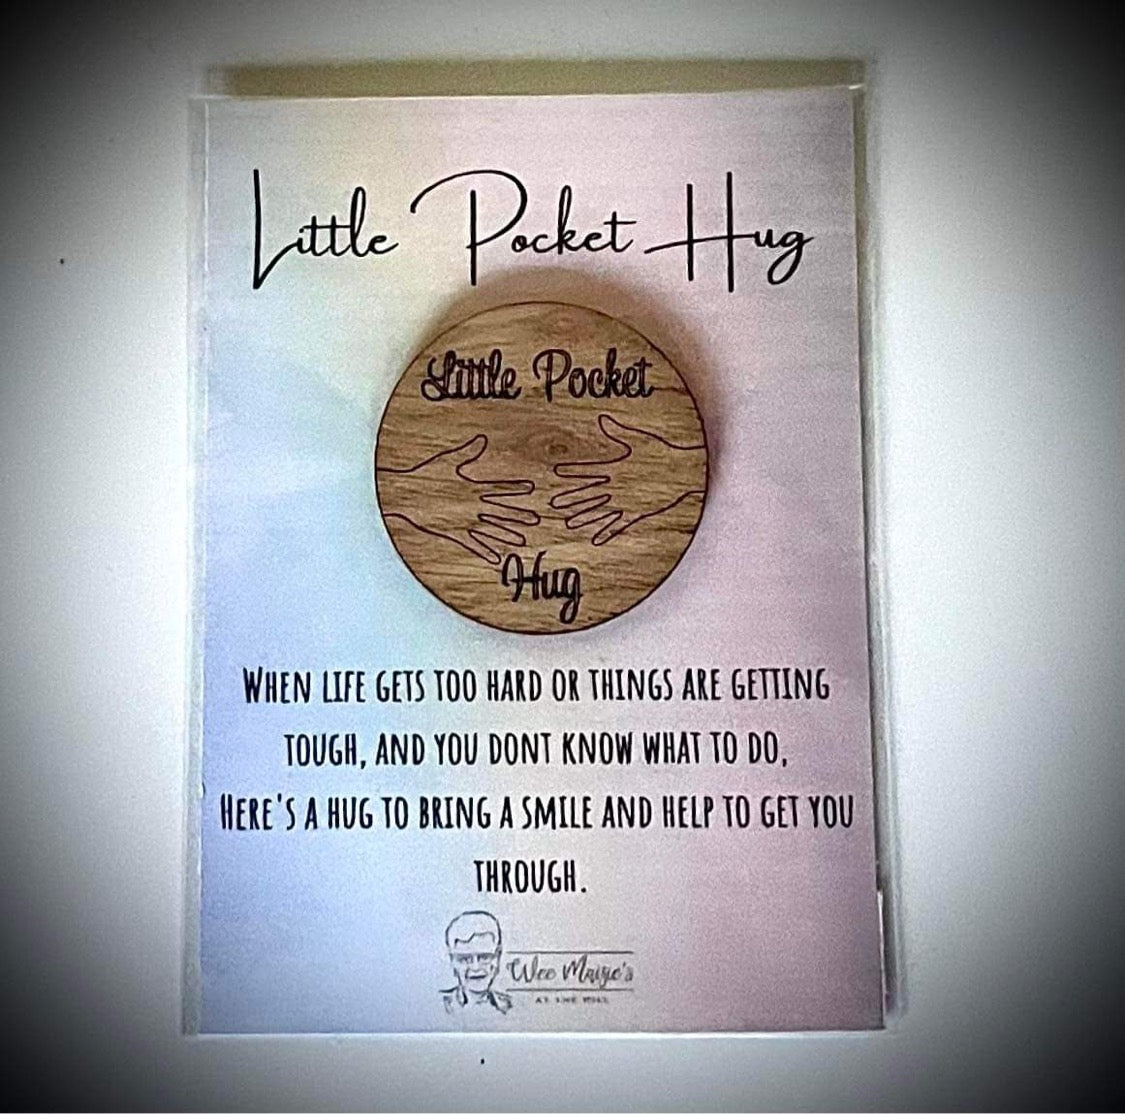 Little Pocket Hug
Little Pocket
Hug
WHEN LIFE GETS TOO HARD OR THINGS ARE GETTING
TOUGH, AND YOU DONT KNOW WHAT TO DO,
HERE'S A HUG TO BRING A SMILE AND HELP TO GET YOU
THROUGH.
Wee